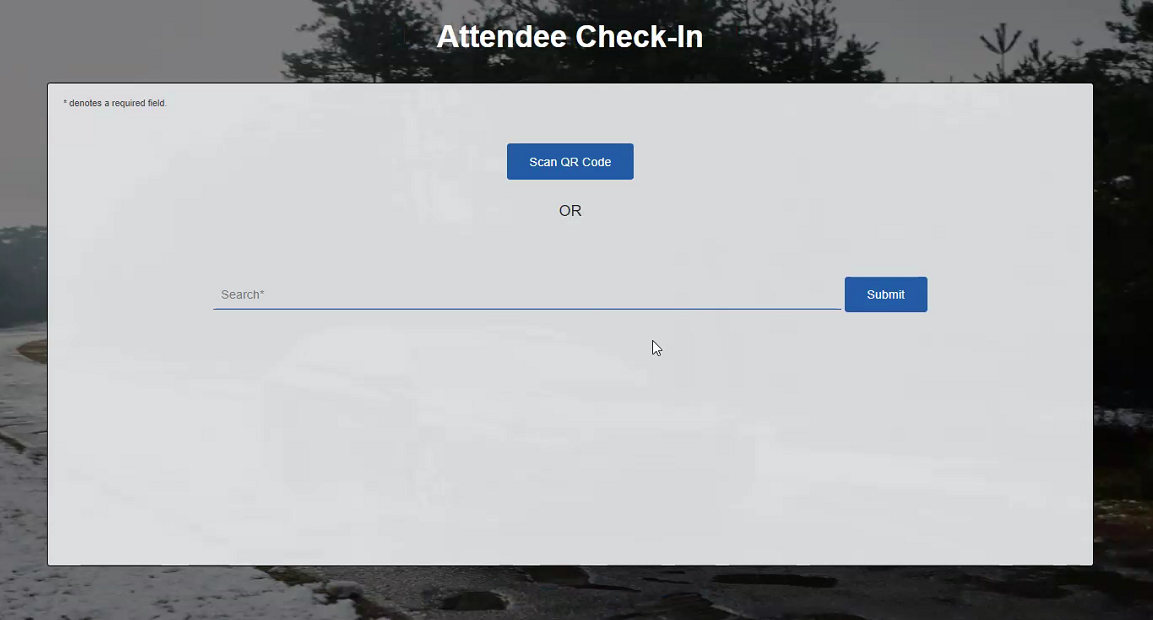 Attendee Check-In
* denotes a required field.
Scan QR Code
OR
Search*
Submit